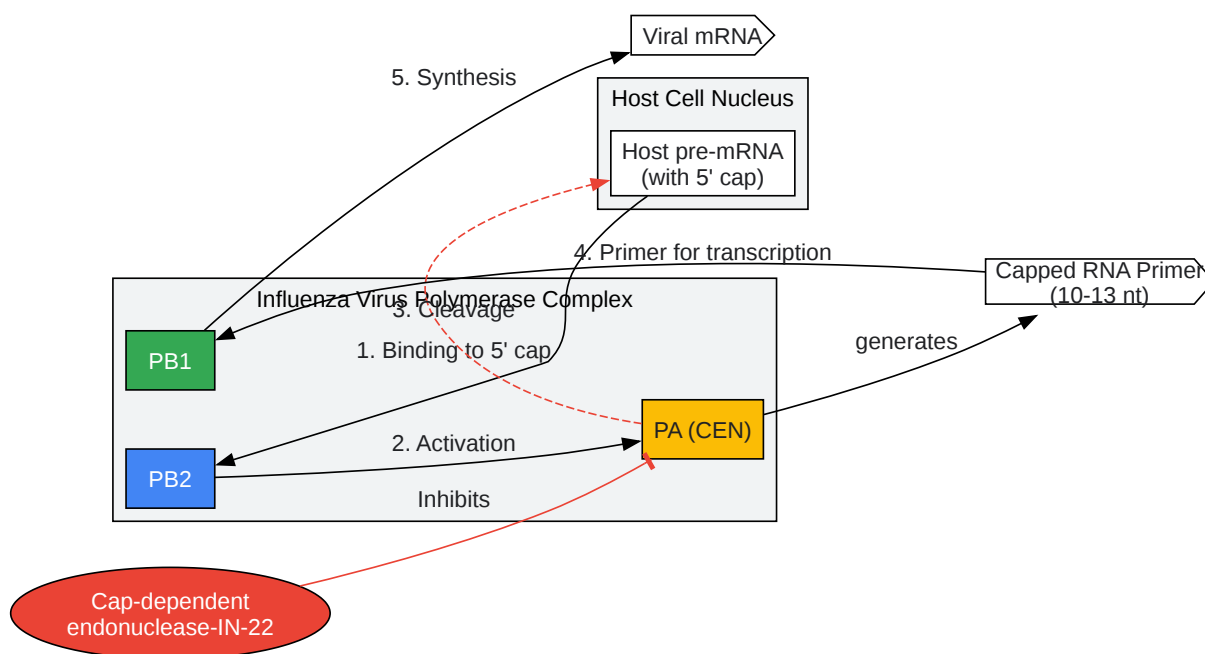 Viral mRNA
5. Synthesis
Host Cell Nucleus
Host pre-mRNA
(with 5' cap)
4. Primer for transcription
Capped RNA Primer
(10-13 nt)
Influenza Virus Polymerase Complex
3. Cleavage
generates
1. Binding to 5' cap
PB1
PA (CEN)
2. Activation
PB2
Inhibits
Cap-dependent
endonuclease-IN-22